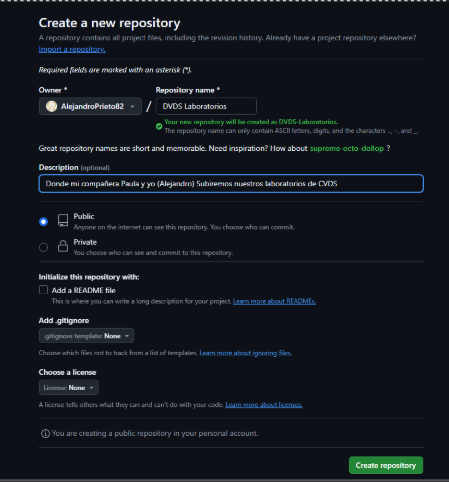 Create a new repository
A repository contains all project files, including the revision history. Already have a project repository elsewhere?
Import a repository.
Required fields are marked with an asterisk (*).
Owner * Repository name *
AlejandroPrieto82 / DVDS Laboratorios
Your new repository will be created as DVDS-Laboratorios.
The repository name can only contain ASCII letters, digits, and the characters ., -, and _.
Great repository names are short and memorable. Need inspiration? How about supreme-octo-dollop ?
Description (optional)
Donde mi compañera Paula y yo (Alejandro) Subiremos nuestros laboratorios de CVDS
Public
Anyone on the internet can see this repository. You choose who can commit.
Private
You choose who can see and commit to this repository.
Initialize this repository with:
Add a README file
This is where you can write a long description for your project. Learn more about READMEs.
Add .gitignore
.gitignore template: None
Choose which files not to track from a list of templates. Learn more about ignoring files.
Choose a license
License: None
A license tells others what they can and can't do with your code. Learn more about licenses.
You are creating a public repository in your personal account.
Create repository